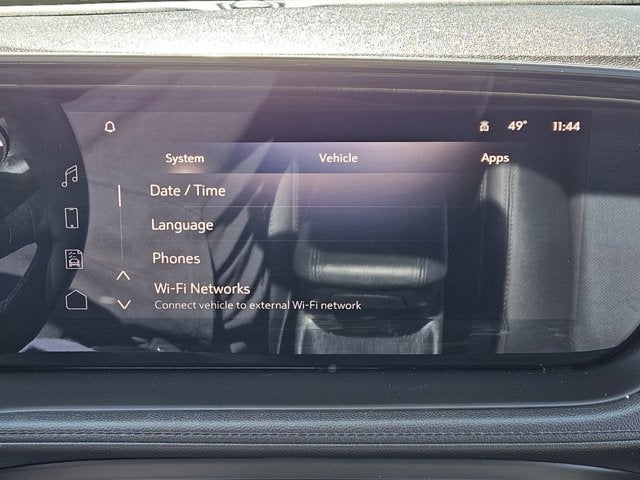 49° 11:44
System Vehicle Apps
Date / Time
Language
Phones
Wi-Fi Networks
Connect vehicle to external Wi-Fi network